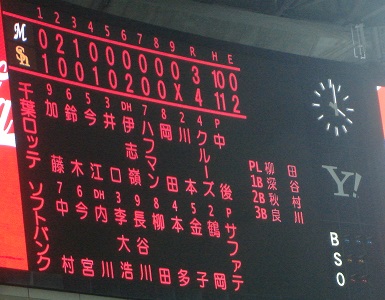 1 2 3 4 5 6 7 8 9 R H E
M 0 2 1 0 0 0 0 0 0 3 10 0
Sh 1 0 0 1 0 2 0 0 X 4 11 2
千葉ロッテ
9 加藤
6 鈴木
5 今江
3 井口
DH 伊志嶺
7 ハフマン
8 岡田
2 川本
4 クルーズ
P 中後
ソフトバンク
7 中村
6 今宮
DH 内川
3 李大浩
9 長谷川
8 柳田
4 本多
5 金子
2 鶴岡
P サファテ
PL 柳田
1B 深谷
2B 秋村
3B 良川
Y!
B
S
O